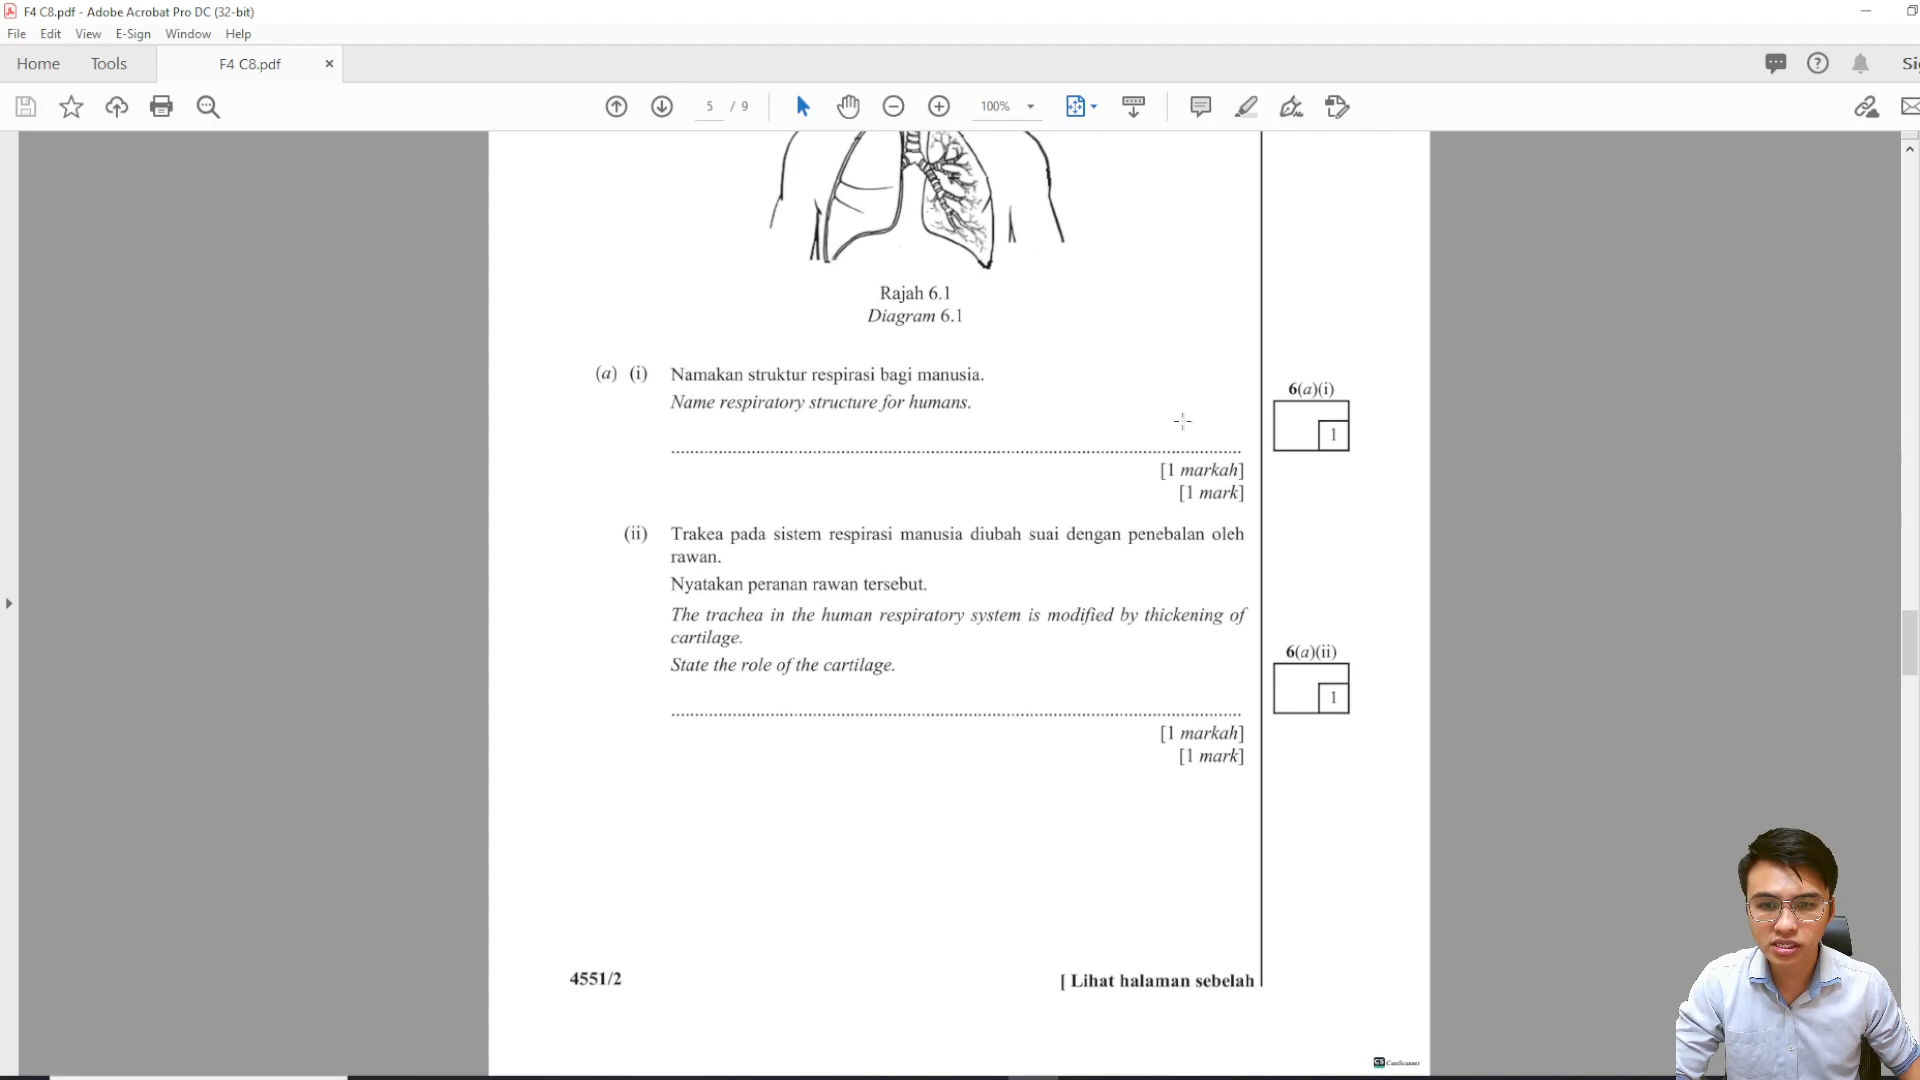 F4 C8.pdf - Adobe Acrobat Pro DC (32-bit)
File Edit View E-Sign Window Help
Home Tools F4 C8.pdf ×
5 / 9 100%
Rajah 6.1
Diagram 6.1
(a) (i) Namakan struktur respirasi bagi manusia.
Name respiratory structure for humans.
6(a)(i)
1
[1 markah]
[1 mark]
(ii) Trakea pada sistem respirasi manusia diubah suai dengan penebalan oleh
rawan.
Nyatakan peranan rawan tersebut.
The trachea in the human respiratory system is modified by thickening of
cartilage.
State the role of the cartilage.
6(a)(ii)
1
[1 markah]
[1 mark]
4551/2 [ Lihat halaman sebelah
CS CamScanner